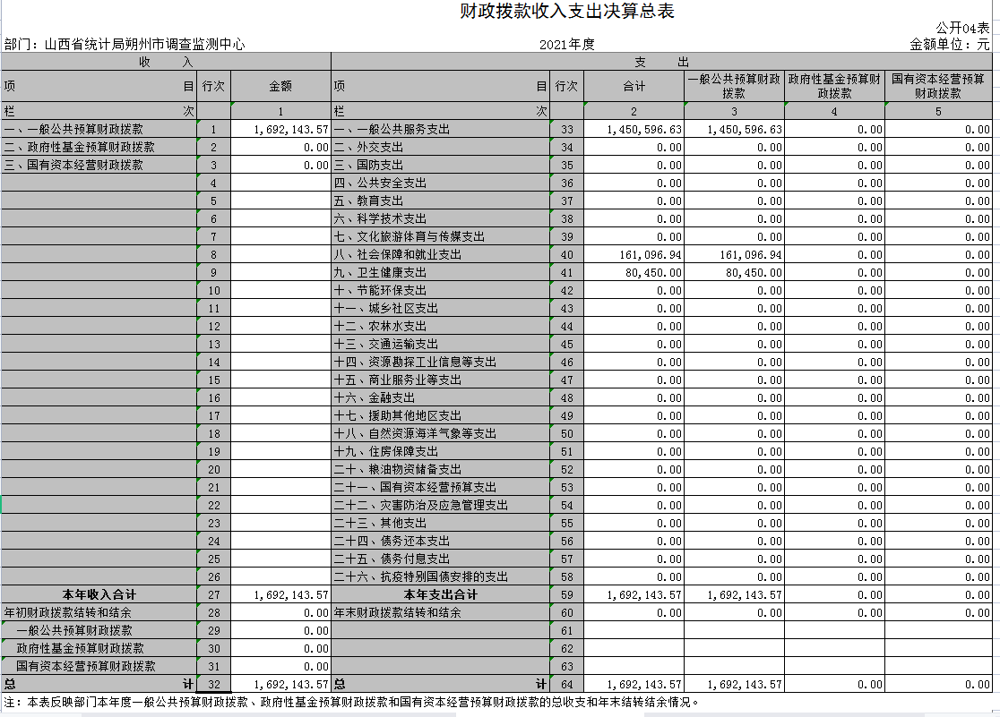 财政拨款收入支出决算总表
公开04表
部门：山西省统计局朔州市调查监测中心 2021年度 金额单位：元
收 入 支 出
项 目 行次 金额 项 目 行次 合计 一般公共预算财政拨款 政府性基金预算财政拨款 国有资本经营预算财政拨款
栏 次 1 栏 次 2 3 4 5
一、一般公共预算财政拨款 1 1,692,143.57 一、一般公共服务支出 33 1,450,596.63 1,450,596.63 0.00 0.00
二、政府性基金预算财政拨款 2 0.00 二、外交支出 34 0.00 0.00 0.00 0.00
三、国有资本经营财政拨款 3 0.00 三、国防支出 35 0.00 0.00 0.00 0.00
4 四、公共安全支出 36 0.00 0.00 0.00 0.00
5 五、教育支出 37 0.00 0.00 0.00 0.00
6 六、科学技术支出 38 0.00 0.00 0.00 0.00
7 七、文化旅游体育与传媒支出 39 0.00 0.00 0.00 0.00
8 八、社会保障和就业支出 40 161,096.94 161,096.94 0.00 0.00
9 九、卫生健康支出 41 80,450.00 80,450.00 0.00 0.00
10 十、节能环保支出 42 0.00 0.00 0.00 0.00
11 十一、城乡社区支出 43 0.00 0.00 0.00 0.00
12 十二、农林水支出 44 0.00 0.00 0.00 0.00
13 十三、交通运输支出 45 0.00 0.00 0.00 0.00
14 十四、资源勘探工业信息等支出 46 0.00 0.00 0.00 0.00
15 十五、商业服务业等支出 47 0.00 0.00 0.00 0.00
16 十六、金融支出 48 0.00 0.00 0.00 0.00
17 十七、援助其他地区支出 49 0.00 0.00 0.00 0.00
18 十八、自然资源海洋气象等支出 50 0.00 0.00 0.00 0.00
19 十九、住房保障支出 51 0.00 0.00 0.00 0.00
20 二十、粮油物资储备支出 52 0.00 0.00 0.00 0.00
21 二十一、国有资本经营预算支出 53 0.00 0.00 0.00 0.00
22 二十二、灾害防治及应急管理支出 54 0.00 0.00 0.00 0.00
23 二十三、其他支出 55 0.00 0.00 0.00 0.00
24 二十四、债务还本支出 56 0.00 0.00 0.00 0.00
25 二十五、债务付息支出 57 0.00 0.00 0.00 0.00
26 二十六、抗疫特别国债安排的支出 58 0.00 0.00 0.00 0.00
本年收入合计 27 1,692,143.57 本年支出合计 59 1,692,143.57 1,692,143.57 0.00 0.00
年初财政拨款结转和结余 28 0.00 年末财政拨款结转和结余 60 0.00 0.00 0.00 0.00
一般公共预算财政拨款 29 0.00 61
政府性基金预算财政拨款 30 0.00 62
国有资本经营预算财政拨款 31 0.00 63
总 计 32 1,692,143.57 总 计 64 1,692,143.57 1,692,143.57 0.00 0.00
注：本表反映部门本年度一般公共预算财政拨款、政府性基金预算财政拨款和国有资本经营预算财政拨款的总收支和年末结转结余情况。